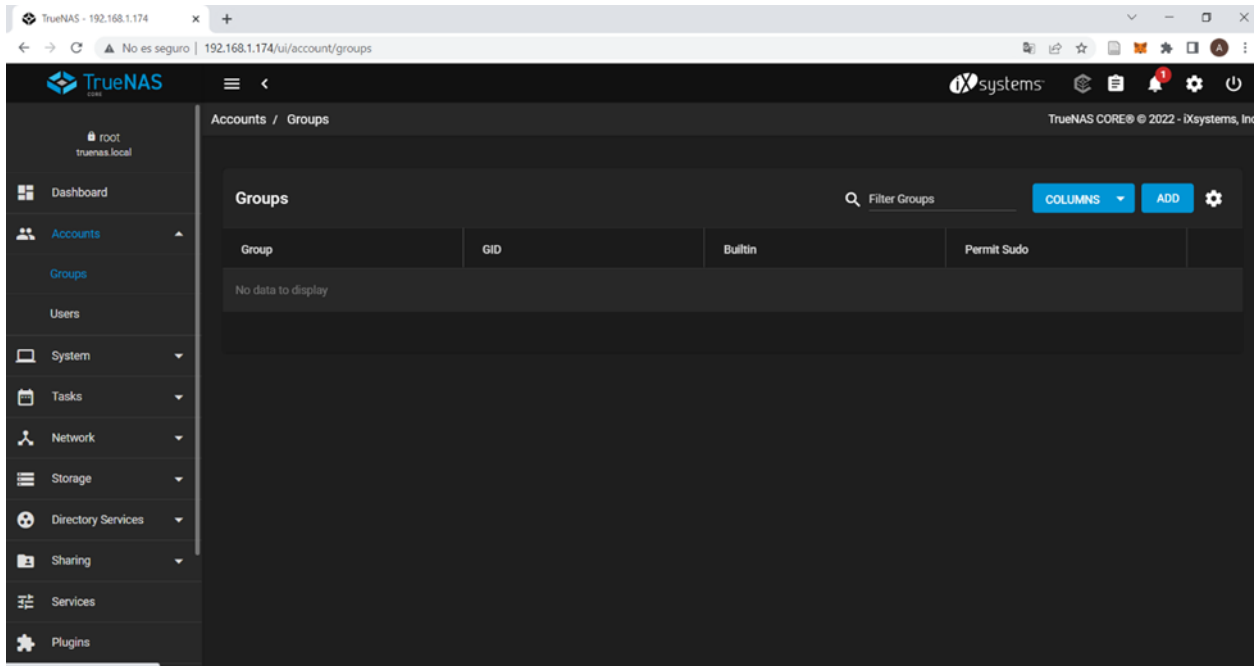 TrueNAS - 192.168.1.174
No es seguro | 192.168.1.174/ui/account/groups
A
TrueNAS
CORE
iXsystems
1
root
truenas.local
Accounts / Groups
TrueNAS CORE® © 2022 - iXsystems, Inc
Dashboard
Accounts
Groups
Users
System
Tasks
Network
Storage
Directory Services
Sharing
Services
Plugins
Groups
Filter Groups
COLUMNS
ADD
Group GID Builtin Permit Sudo
No data to display